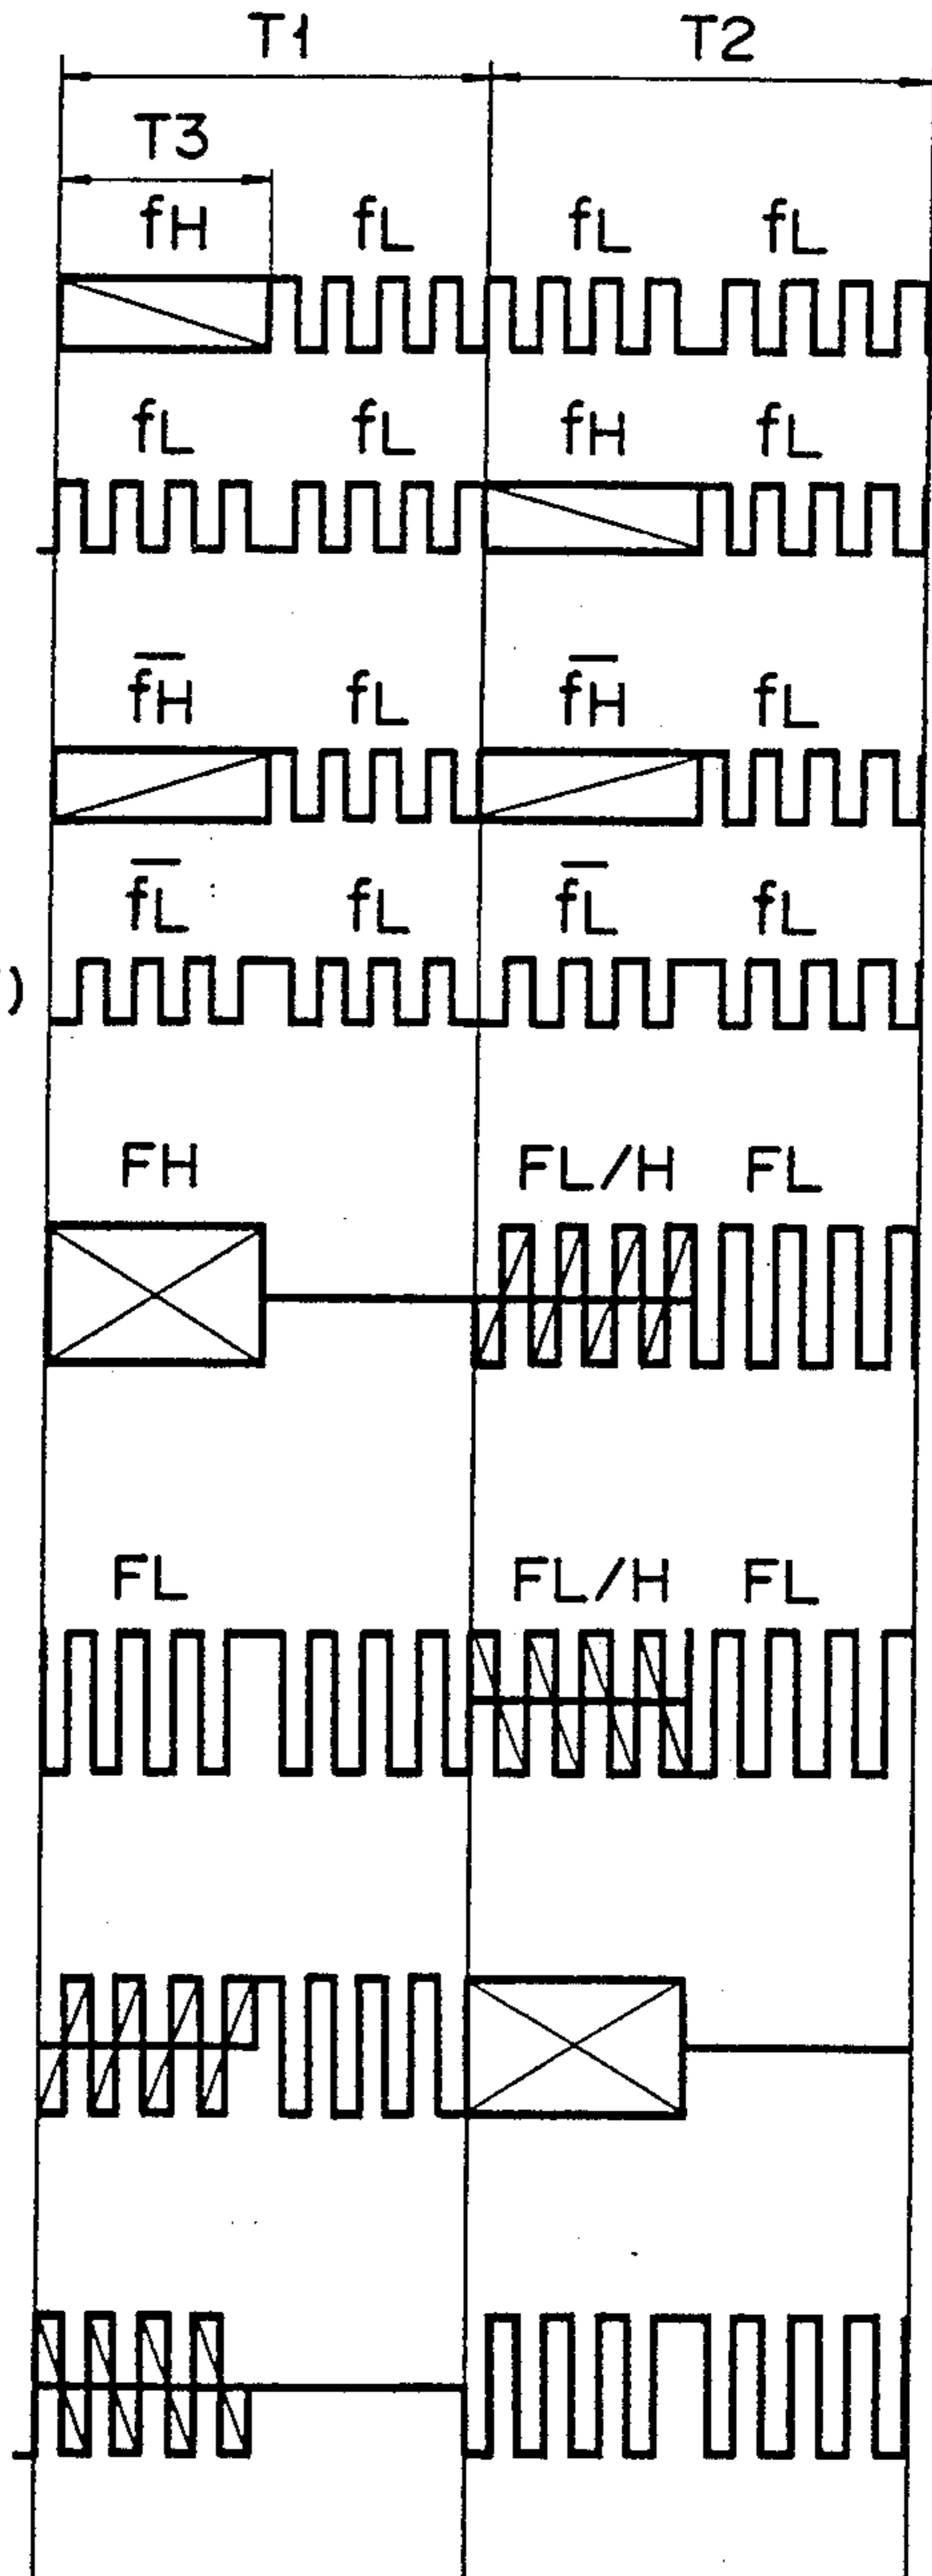 T1 T2
T3
fH fL fL fL
fL fL fH fL
f̅H̅ fL f̅H̅ fL
f̅L̅ fL f̅L̅ fL
)
FH FL/H FL
FL FL/H FL